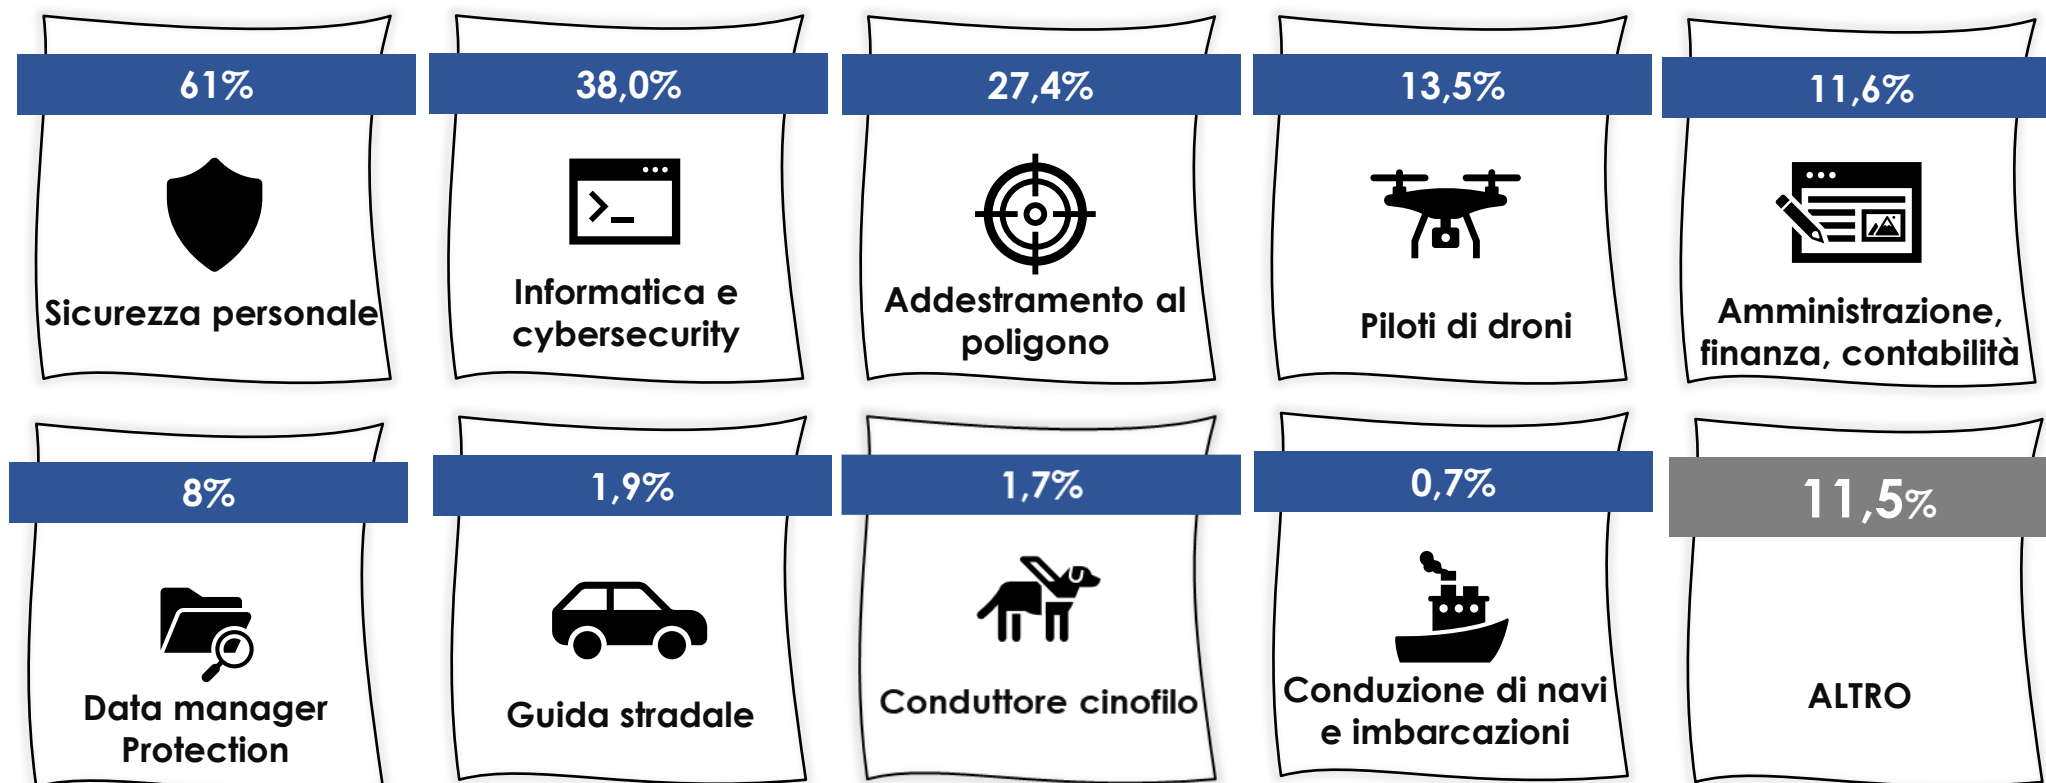 61%
Sicurezza personale
38,0%
Informatica e
cybersecurity
27,4%
Addestramento al
poligono
13,5%
Piloti di droni
11,6%
Amministrazione,
finanza, contabilità
8%
Data manager
Protection
1,9%
Guida stradale
1,7%
Conduttore cinofilo
0,7%
Conduzione di navi
e imbarcazioni
11,5%
ALTRO